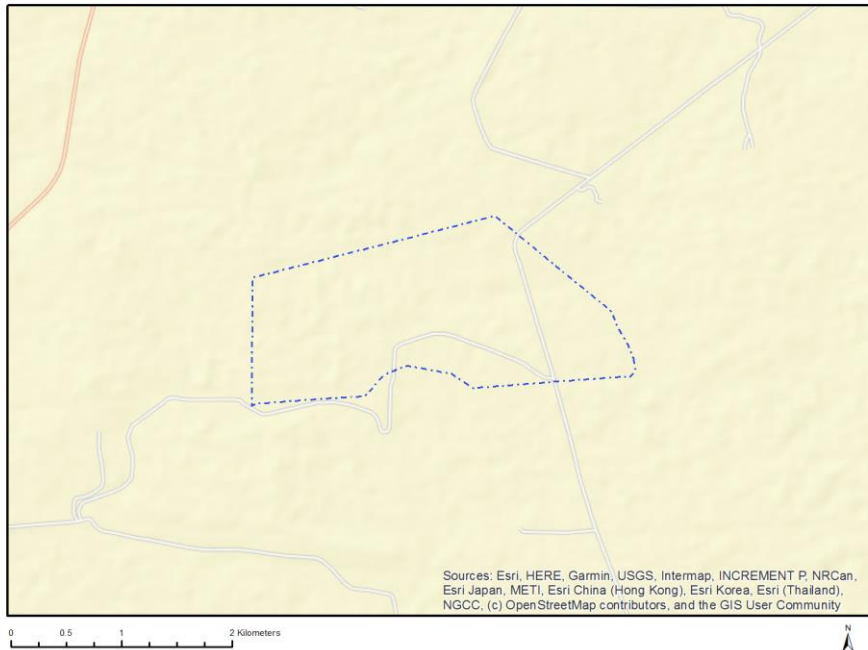 Sources: Esri, HERE, Garmin, USGS, Intermap, INCREMENT P, NRCan,
Esri Japan, METI, Esri China (Hong Kong), Esri Korea, Esri (Thailand),
NGCC, (c) OpenStreetMap contributors, and the GIS User Community
0 0.5 1 2 Kilometers
N